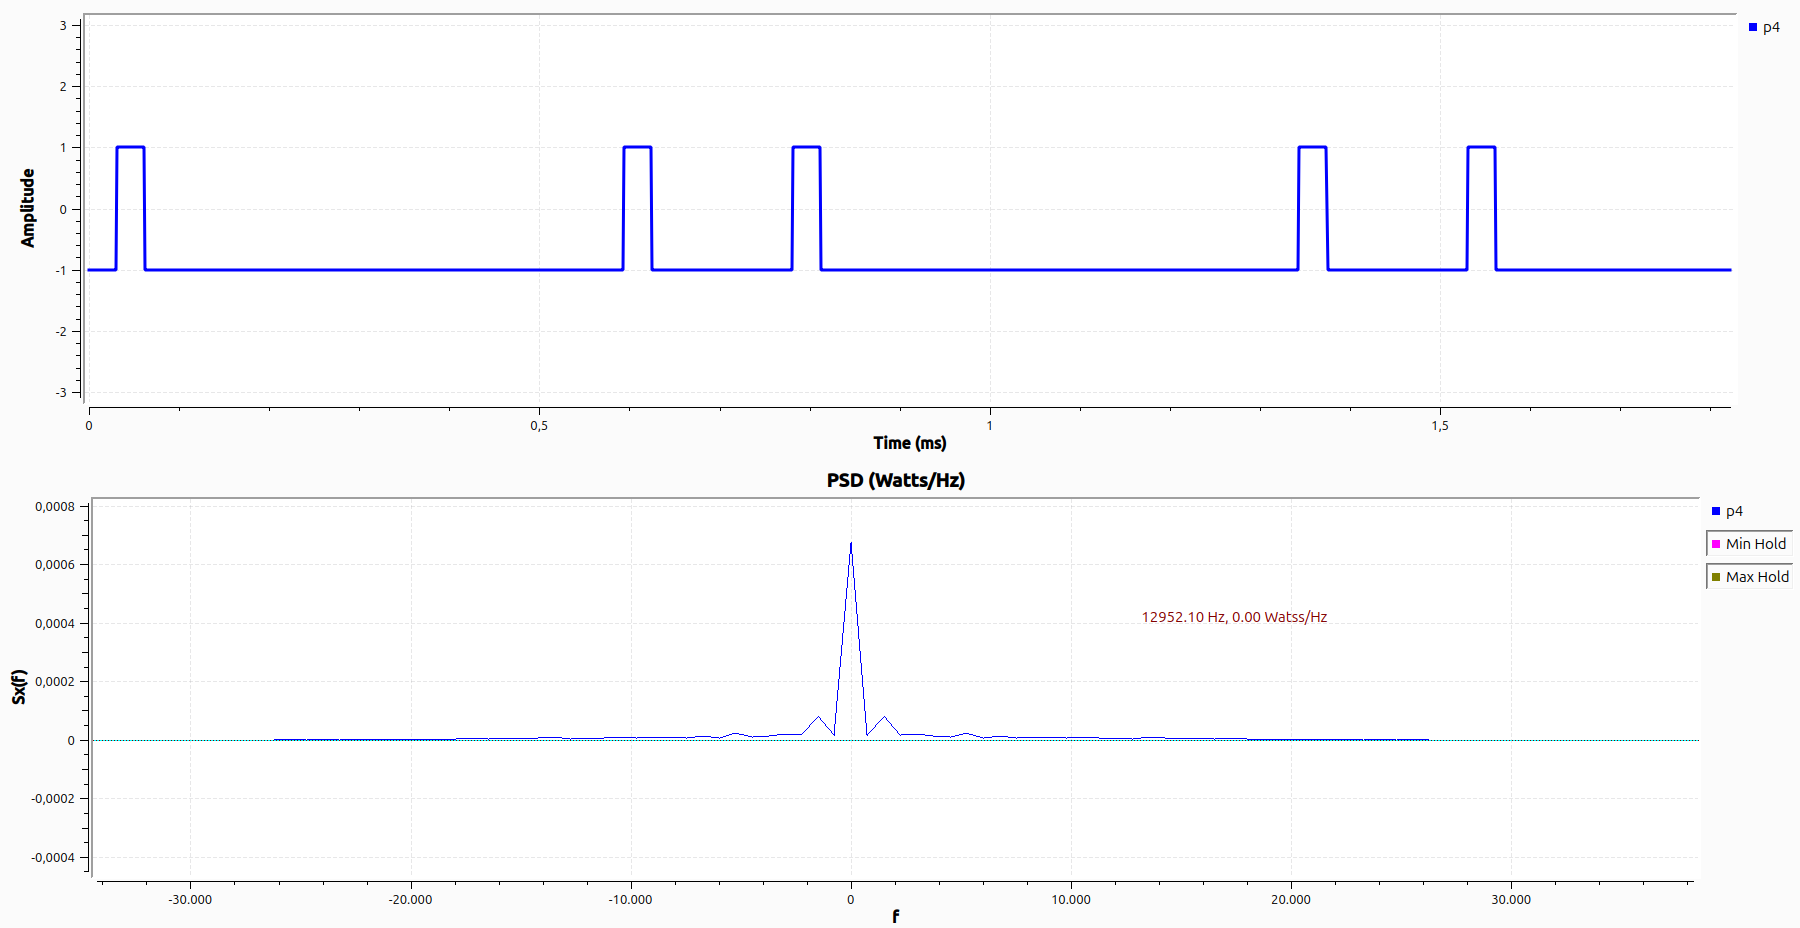 3
2
1
0
-1
-2
-3
Amplitude
p4
0
0,5
1
1,5
Time (ms)
PSD (Watts/Hz)
0,0008
0,0006
0,0004
0,0002
0
-0,0002
-0,0004
Sx(f)
p4
Min Hold
Max Hold
12952.10 Hz, 0.00 Watss/Hz
-30.000
-20.000
-10.000
0
10.000
20.000
30.000
f